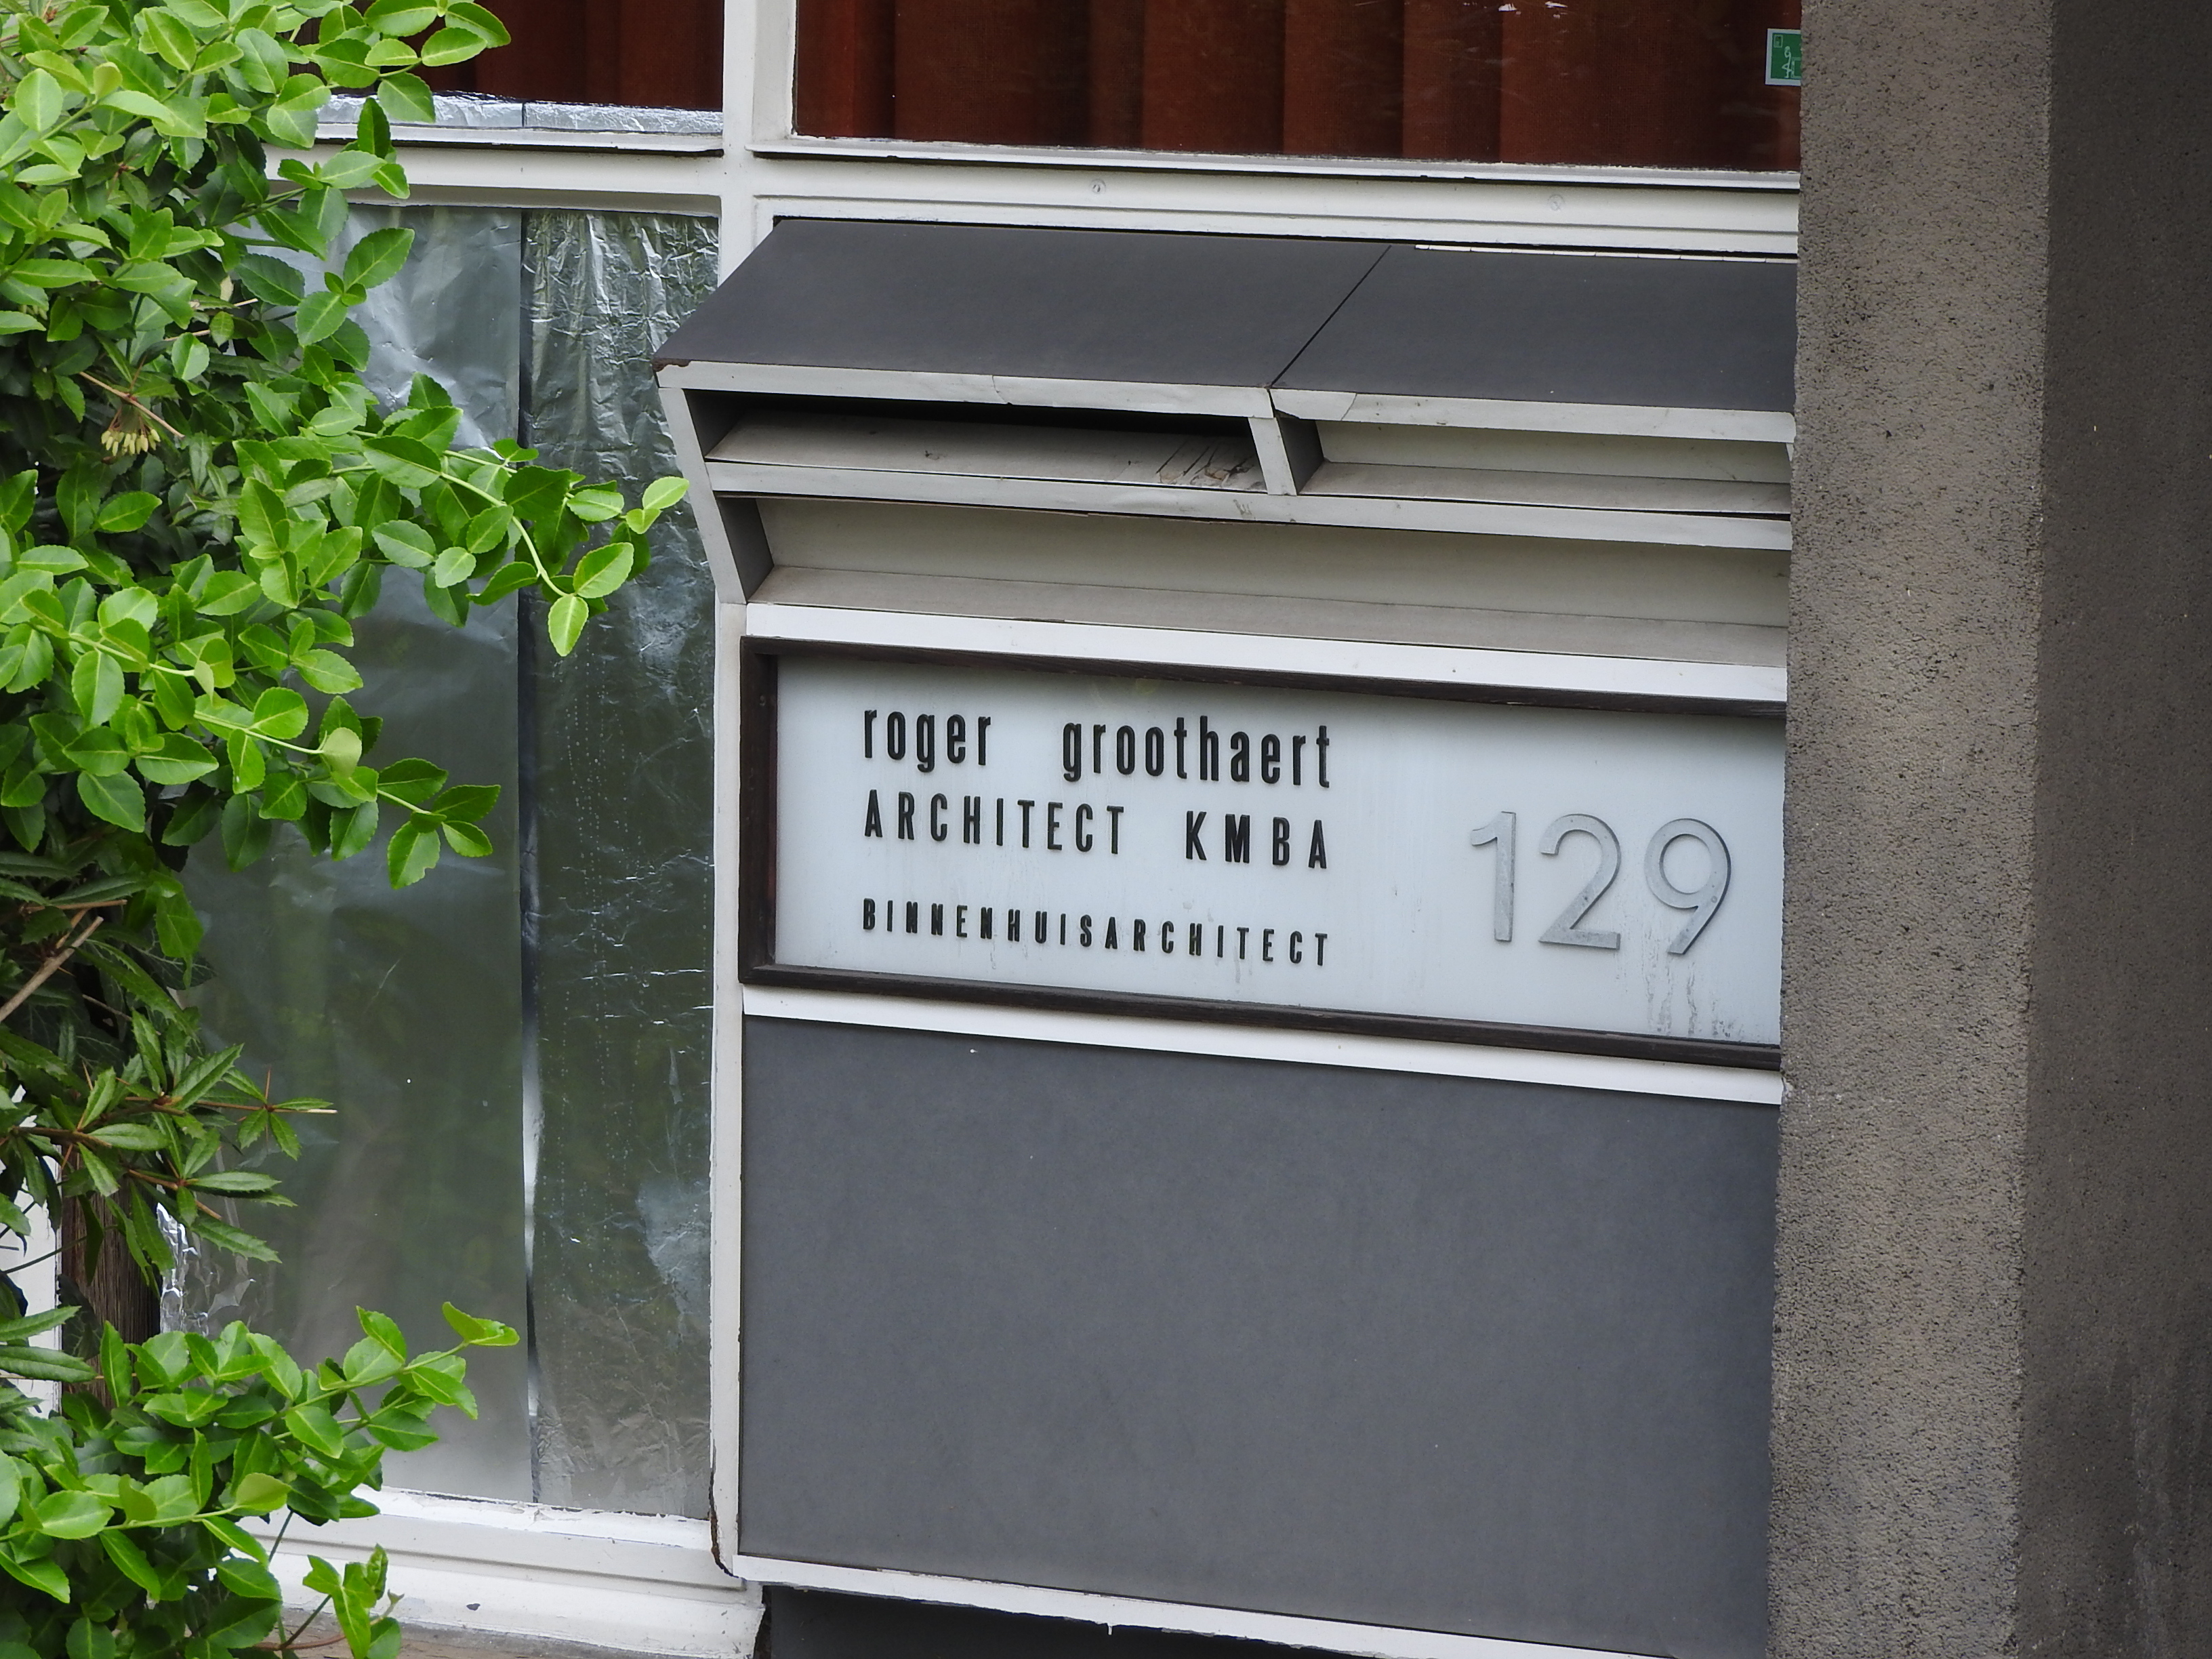 roger groothaert
ARCHITECT KMBA
BINNENHUISARCHITECT
129